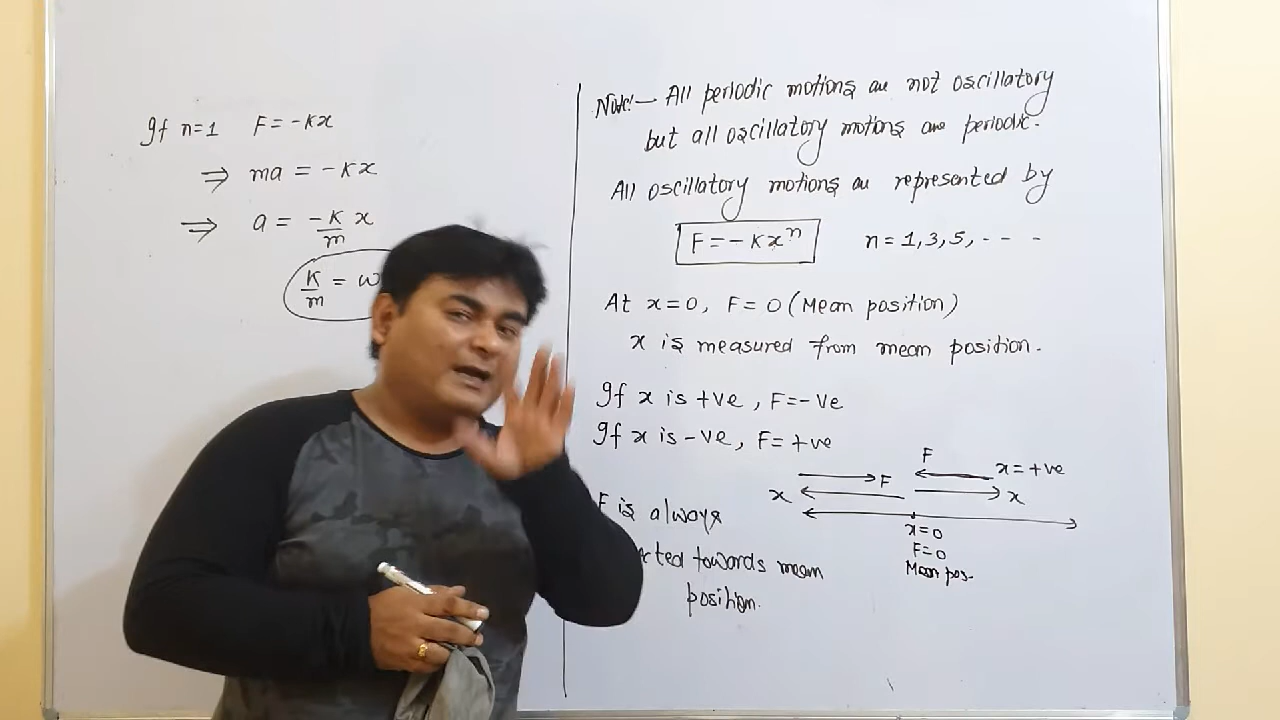 If n=1 F = -Kx
⇒ ma = -Kx
⇒ a = -K/m x
K/m = ω
Note:- All periodic motions are not oscillatory
but all oscillatory motions are periodic.
All oscillatory motions are represented by
F = -Kxⁿ n = 1, 3, 5, - - -
At x=0, F = 0 (Mean position)
x is measured from mean position.
If x is +ve, F = -ve
If x is -ve, F = +ve
F is always
towards mean
position.
F x = +ve
F
x x
x=0
F=0
Mean pos.